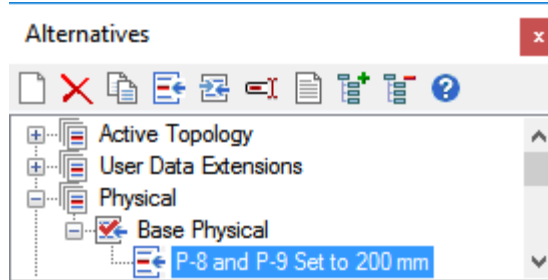 Alternatives
x
?
Active Topology
User Data Extensions
Physical
Base Physical
P-8 and P-9 Set to 200 mm